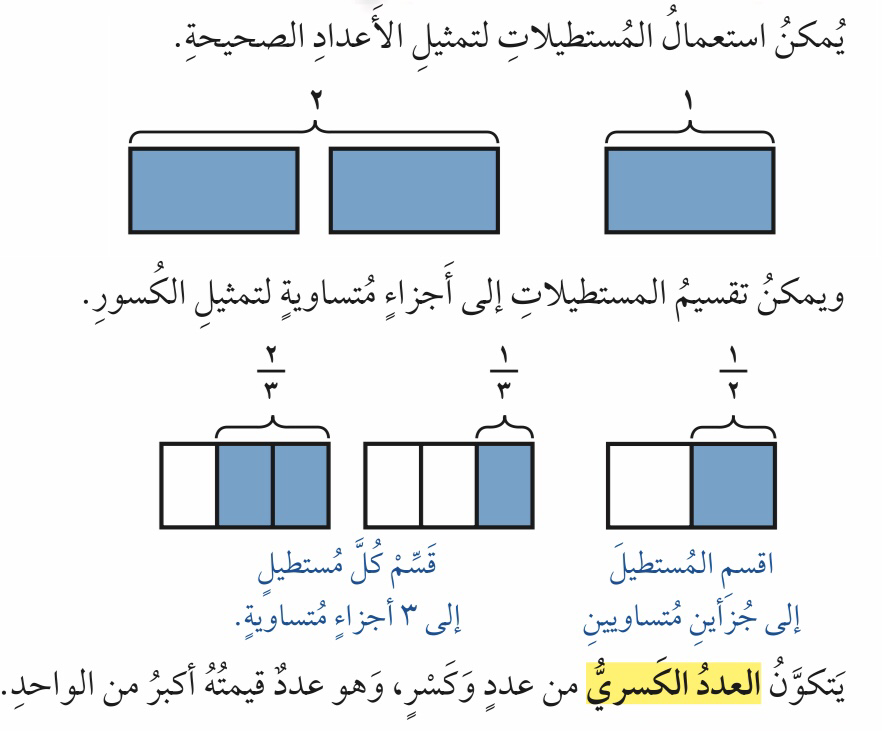 يُمكنُ استعمالُ المُستطيلاتِ لتمثيلِ الأَعدادِ الصحيحةِ.
١ ٢
ويمكنُ تقسيمُ المستطيلاتِ إلى أَجزاءٍ مُتساويةٍ لتمثيلِ الكُسورِ.
١ ١ ٢
٢ ٣ ٣
اقسمِ المُستطيلَ
إلى جُزَأينِ مُتساويينِ
قَسِّمْ كُلَّ مُستطيلٍ
إلى ٣ أجزاءٍ مُتساويةٍ.
يَتكوَّنُ العددُ الكَسريُّ من عددٍ وَكَسْرٍ، وَهو عددٌ قيمتُهُ أكبرُ من الواحدِ.